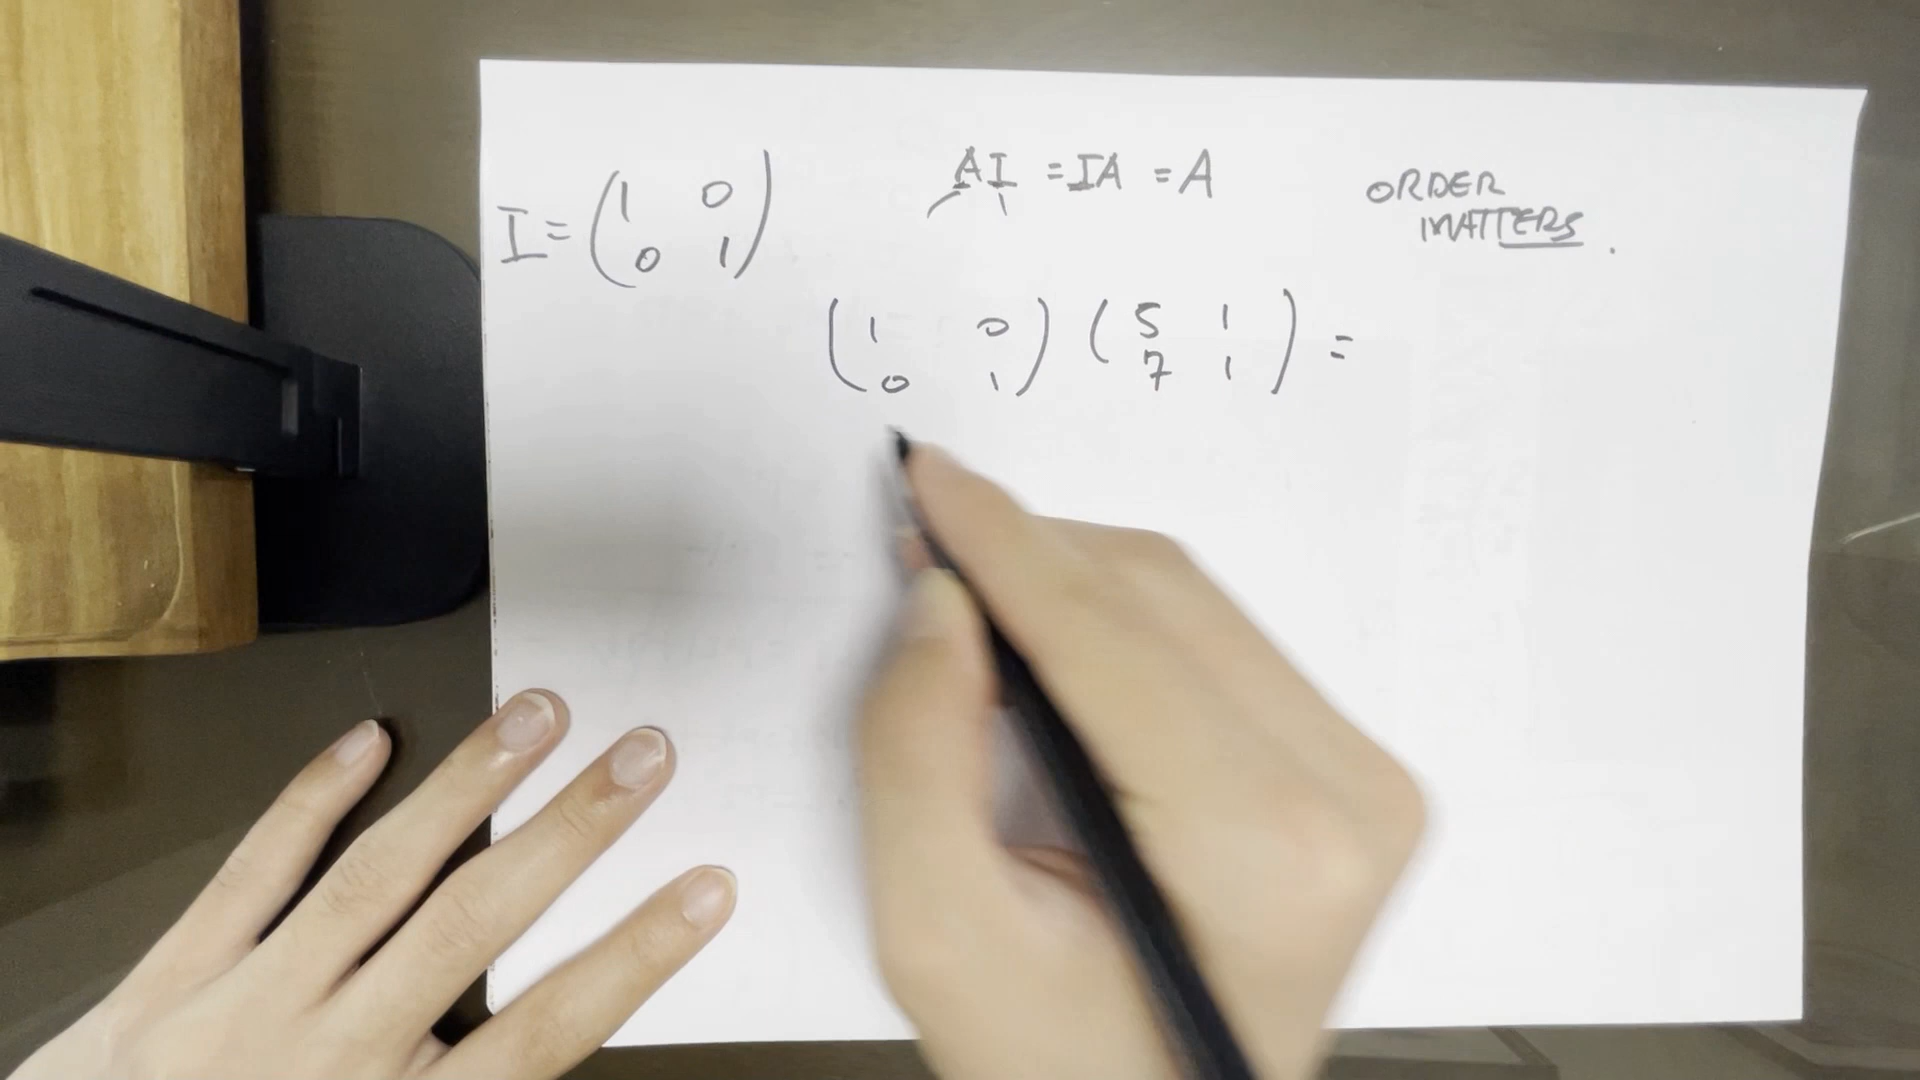 I = ( 1 0
0 1 )
AI = IA = A
ORDER
MATTERS.
( 1 0
0 1 ) ( 5 1
7 1 ) =